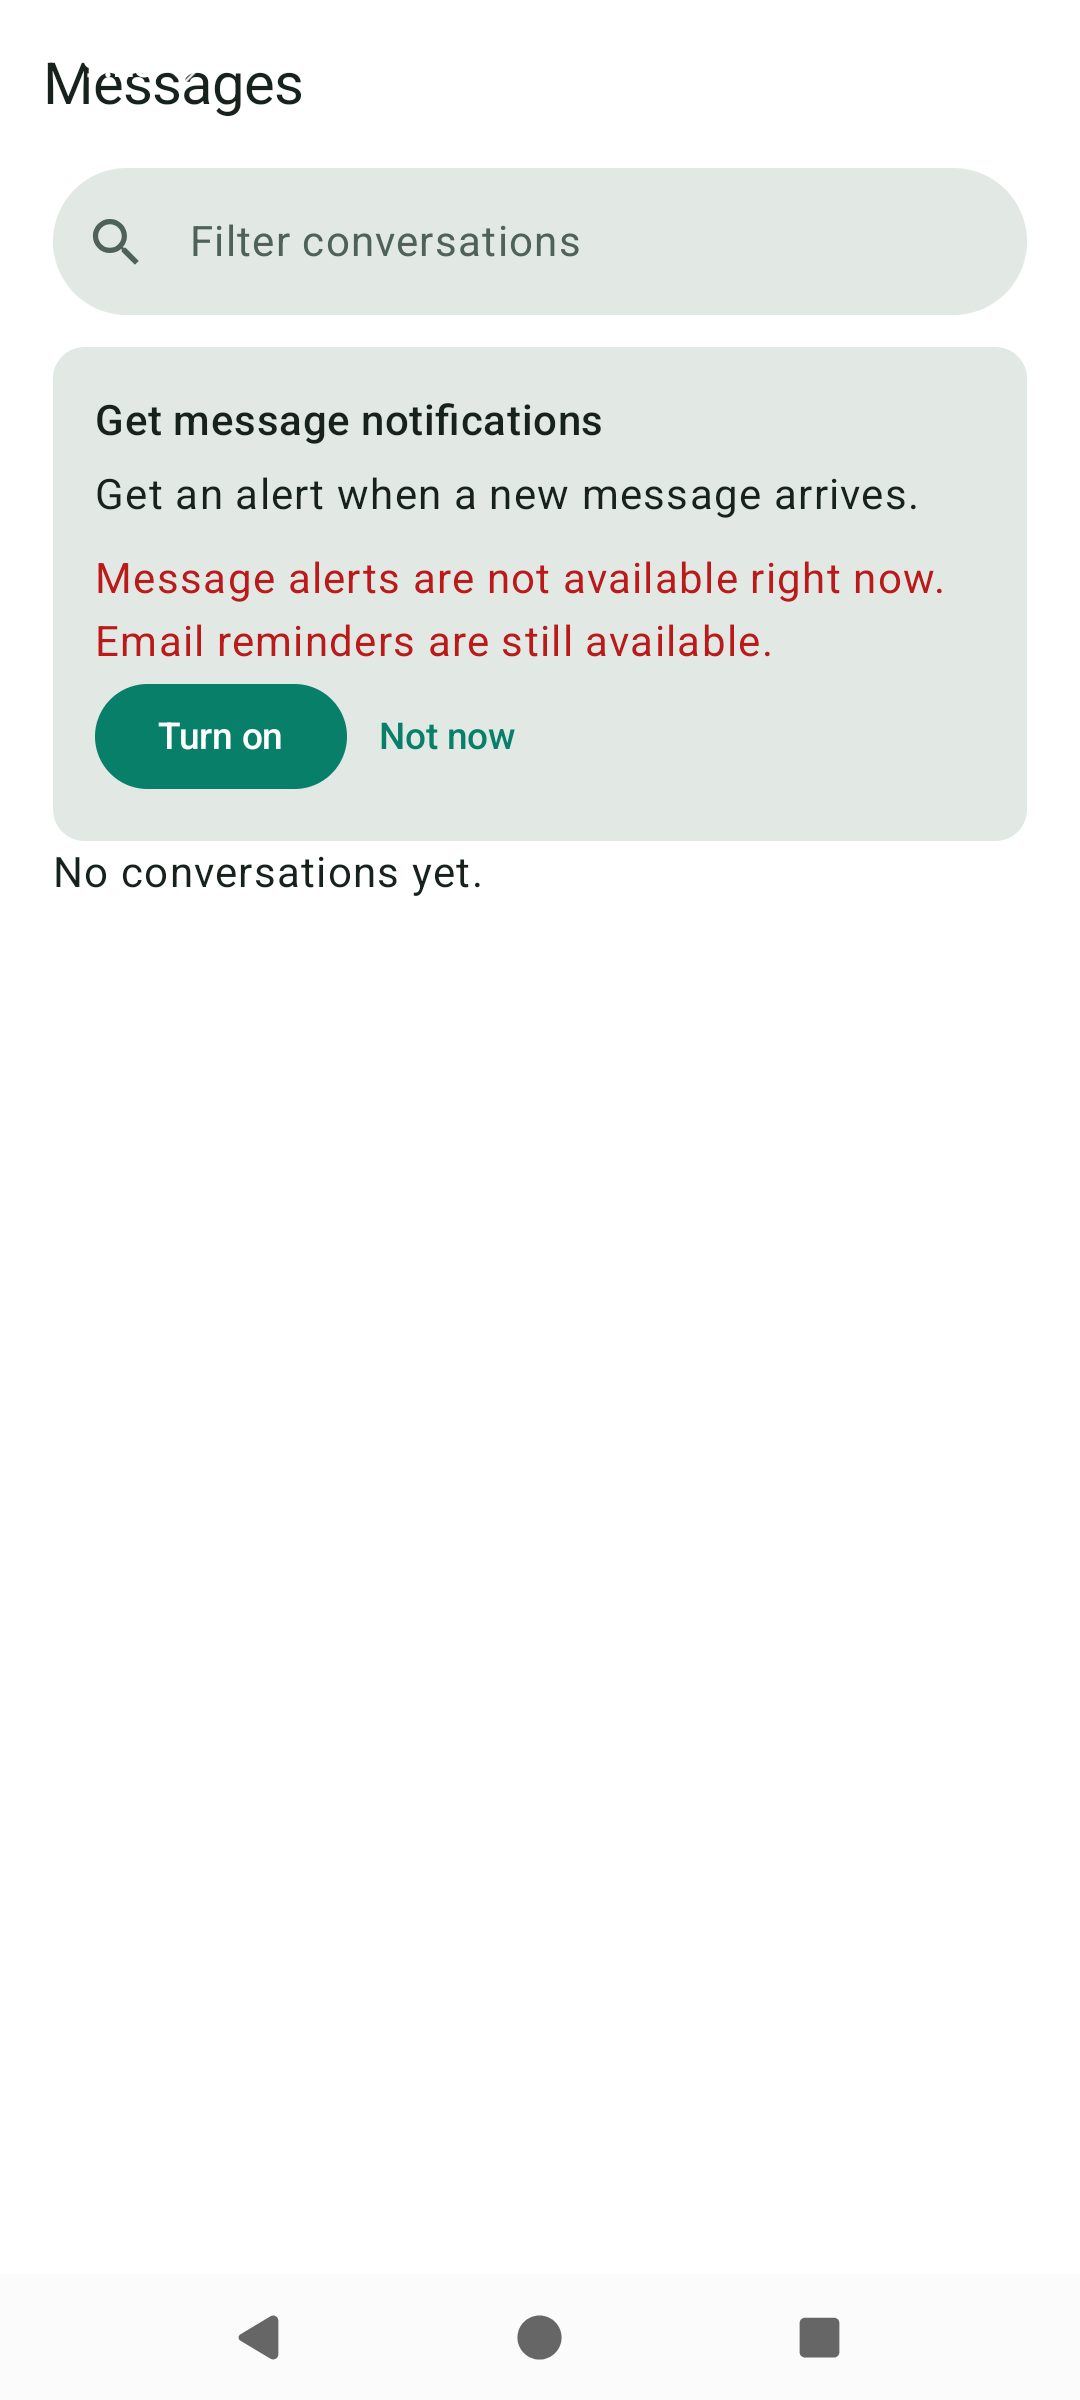 Messages
Filter conversations
Get message notifications
Get an alert when a new message arrives.
Message alerts are not available right now.
Email reminders are still available.
Turn on
Not now
No conversations yet.